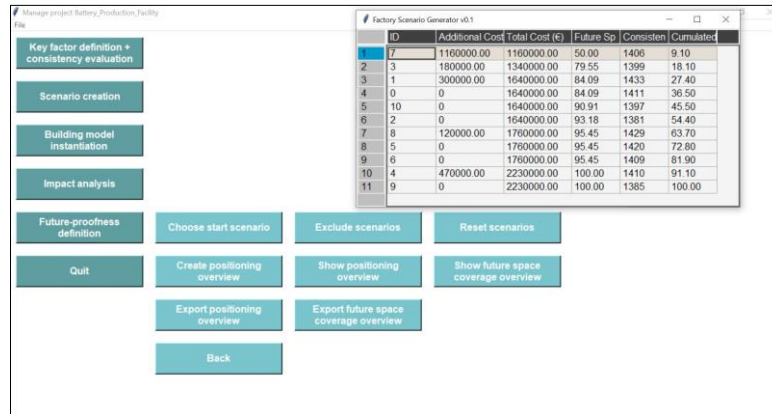 Manage project Battery_Production_Facility
File
Key factor definition +
consistency evaluation
Scenario creation
Building model
instantiation
Impact analysis
Future-proofness
definition
Quit
Choose start scenario
Exclude scenarios
Reset scenarios
Create positioning
overview
Show positioning
overview
Show future space
coverage overview
Export positioning
overview
Export future space
coverage overview
Back
Factory Scenario Generator v0.1
ID Additional Cost Total Cost (€) Future Sp Consisten Cumulated
1 7 1160000.00 1160000.00 50.00 1406 9.10
2 3 180000.00 1340000.00 79.55 1399 18.10
3 1 300000.00 1640000.00 84.09 1433 27.40
4 0 0 1640000.00 84.09 1411 36.50
5 10 0 1640000.00 90.91 1397 45.50
6 2 0 1640000.00 93.18 1381 54.40
7 8 120000.00 1760000.00 95.45 1429 63.70
8 5 0 1760000.00 95.45 1420 72.80
9 6 0 1760000.00 95.45 1409 81.90
10 4 470000.00 2230000.00 100.00 1410 91.10
11 9 0 2230000.00 100.00 1385 100.00